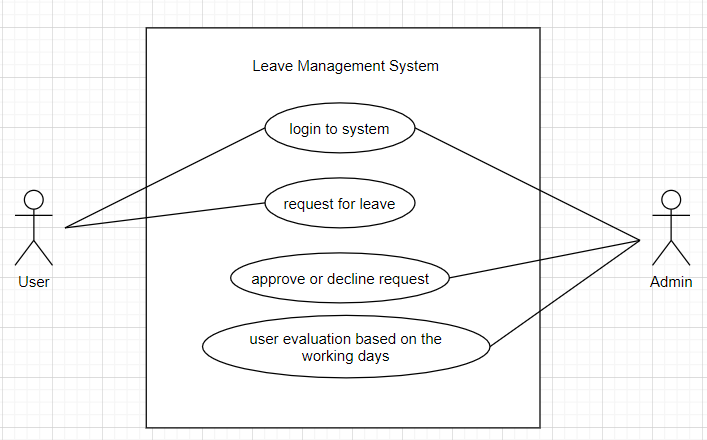 Leave Management System
login to system
request for leave
approve or decline request
User
Admin
user evaluation based on the
working days